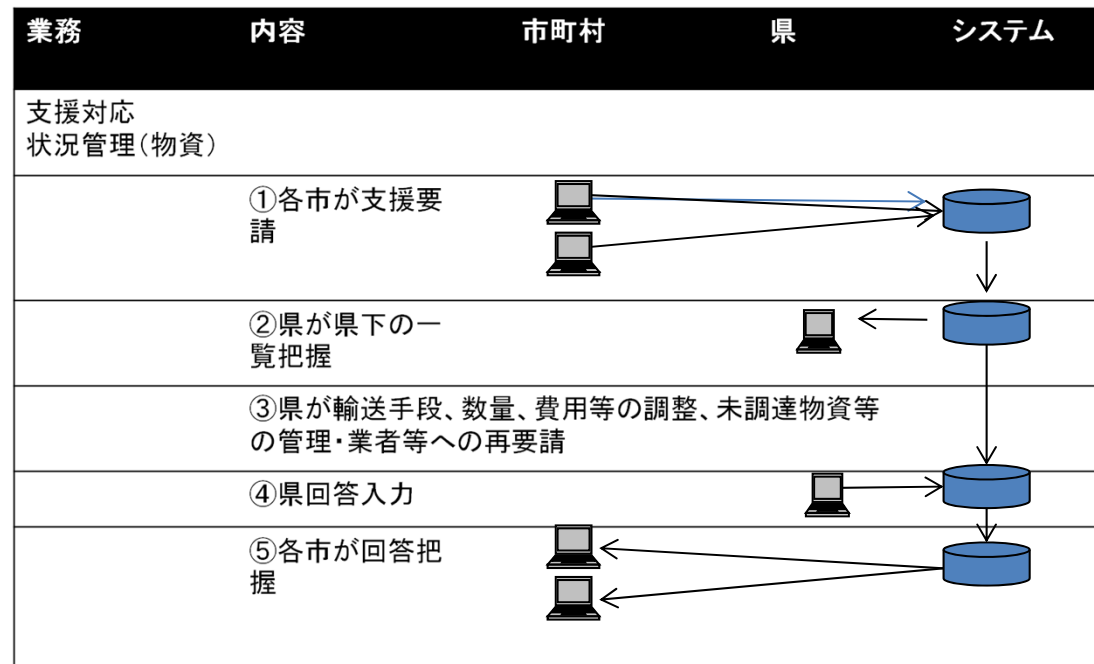 業務 内容 市町村 県 システム
支援対応
状況管理(物資)
①各市が支援要
請
②県が県下の一
覧把握
③県が輸送手段、数量、費用等の調整、未調達物資等
の管理・業者等への再要請
④県回答入力
⑤各市が回答把
握